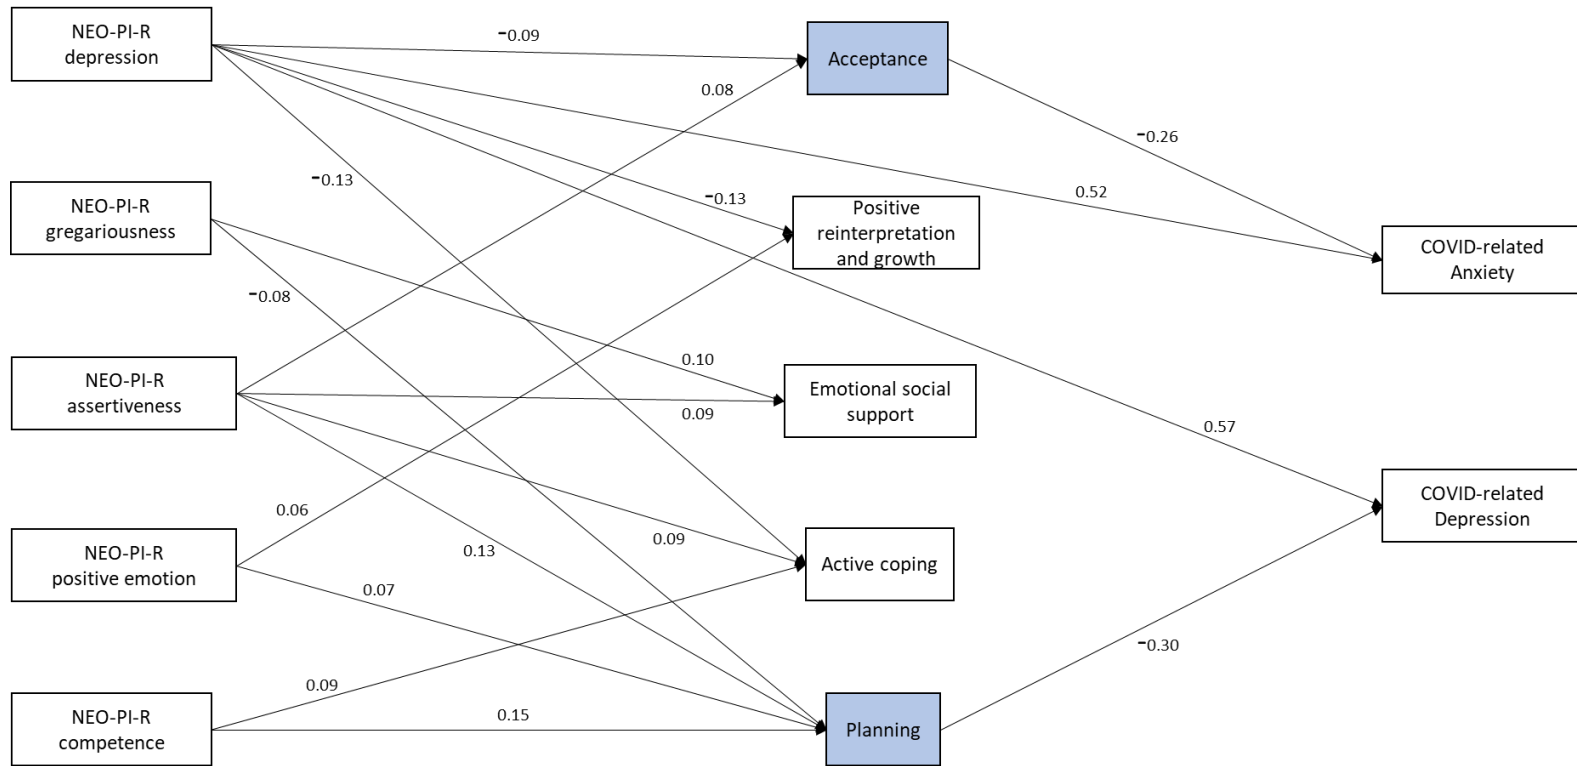 NEO-PI-R
depression
−0.09
Acceptance
0.08
−0.26
−0.13
−0.13
0.52
NEO-PI-R
gregariousness
Positive
reinterpretation
and growth
COVID-related
Anxiety
−0.08
0.10
NEO-PI-R
assertiveness
0.09
Emotional social
support
0.57
COVID-related
Depression
0.06
0.13
0.09
NEO-PI-R
positive emotion
Active coping
0.07
−0.30
0.09
0.15
NEO-PI-R
competence
Planning